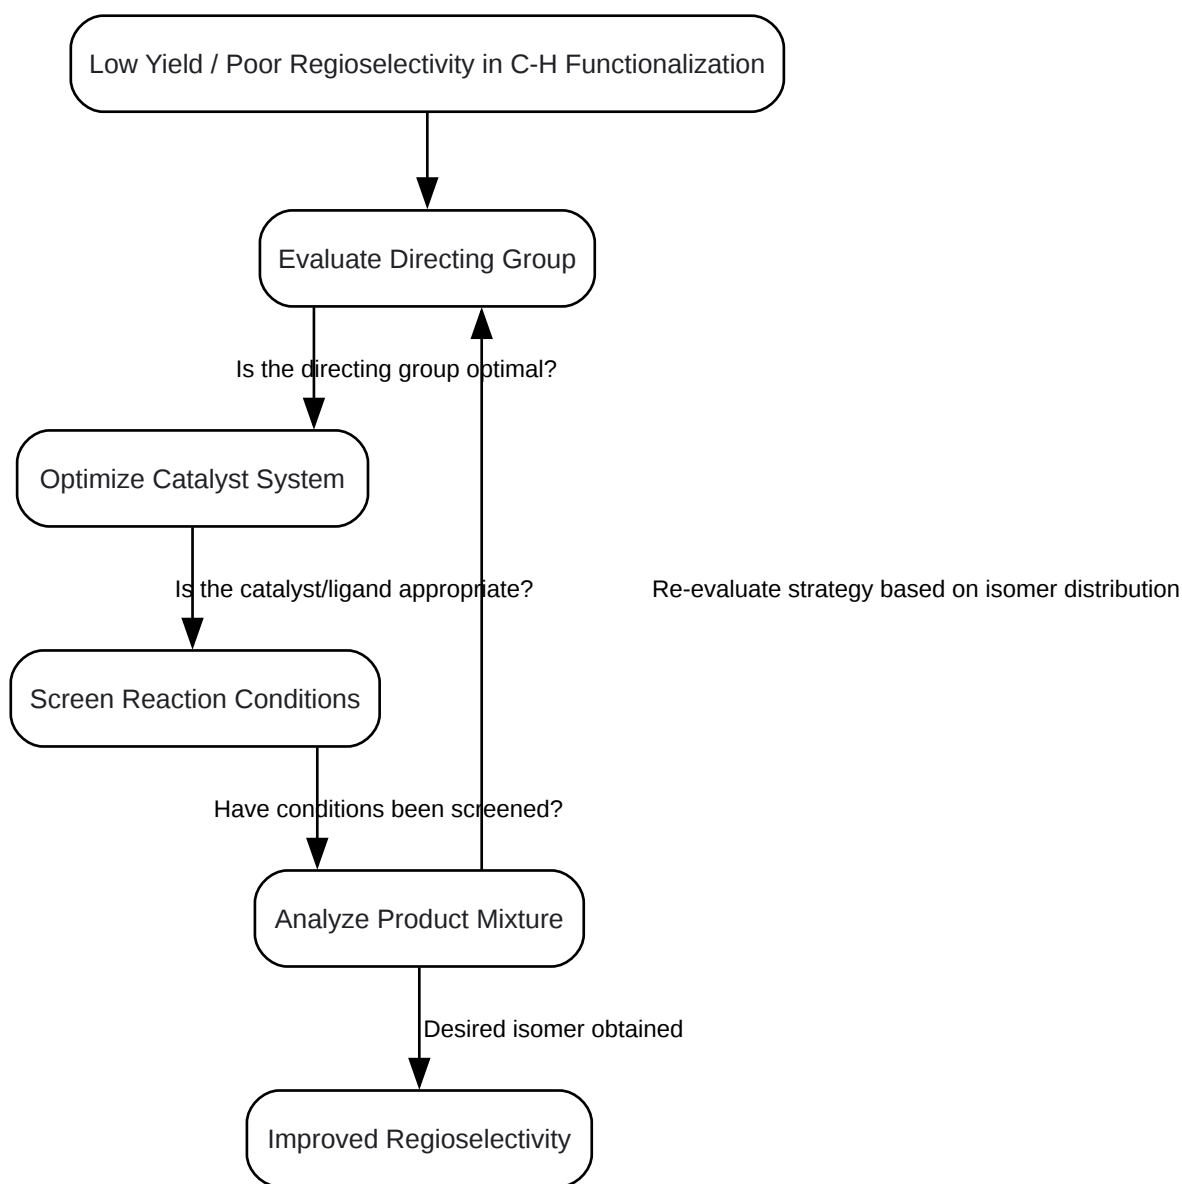 Low Yield / Poor Regioselectivity in C-H Functionalization
Evaluate Directing Group
Is the directing group optimal?
Optimize Catalyst System
Is the catalyst/ligand appropriate?
Re-evaluate strategy based on isomer distribution
Screen Reaction Conditions
Have conditions been screened?
Analyze Product Mixture
Desired isomer obtained
Improved Regioselectivity